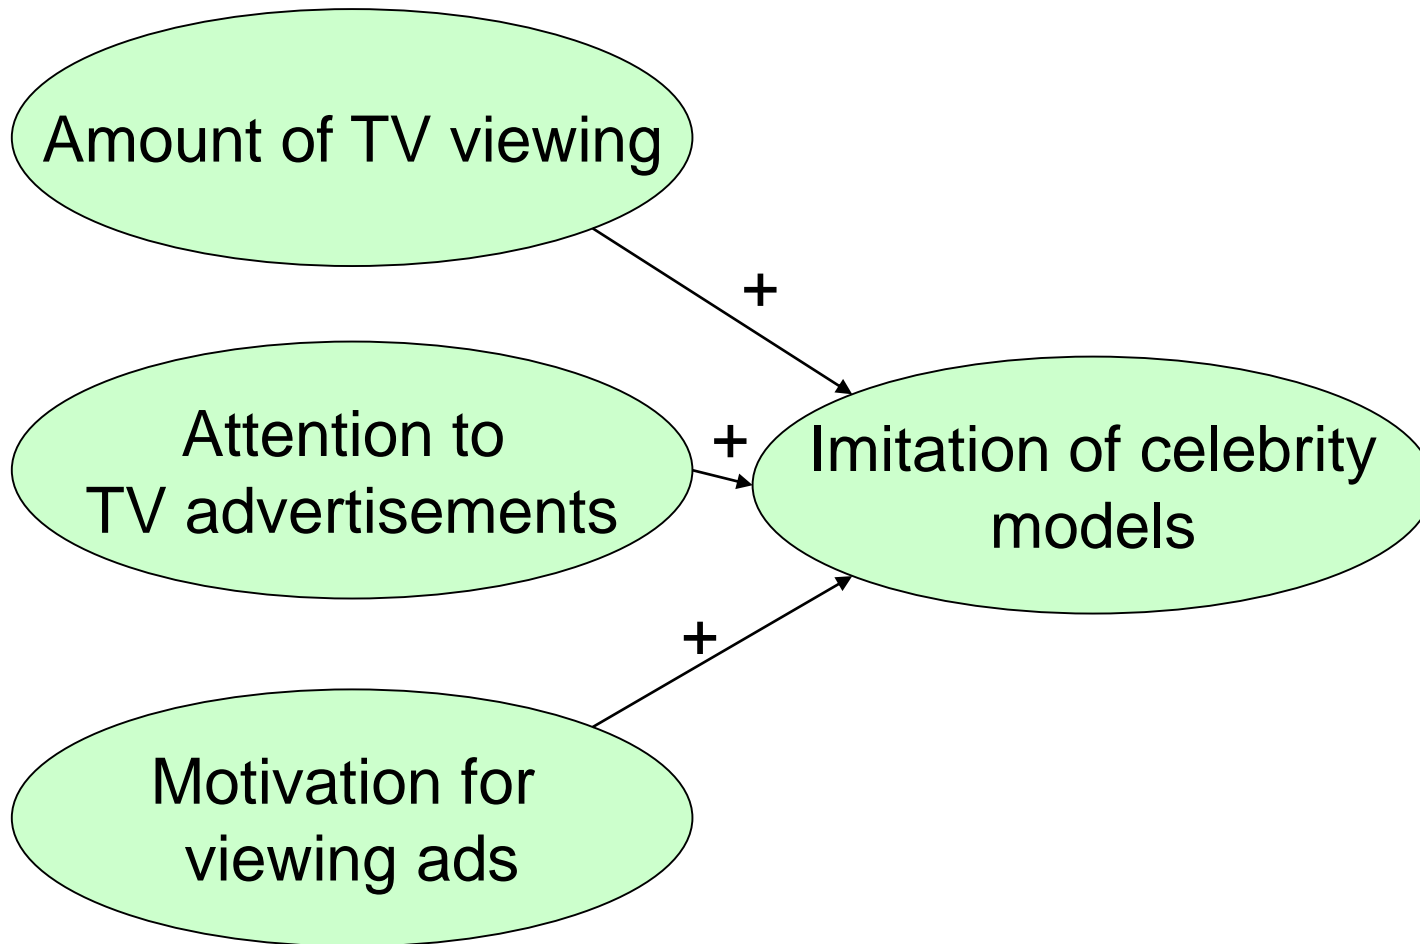 Amount of TV viewing
+
Attention to
TV advertisements
+
Imitation of celebrity
models
+
Motivation for
viewing ads